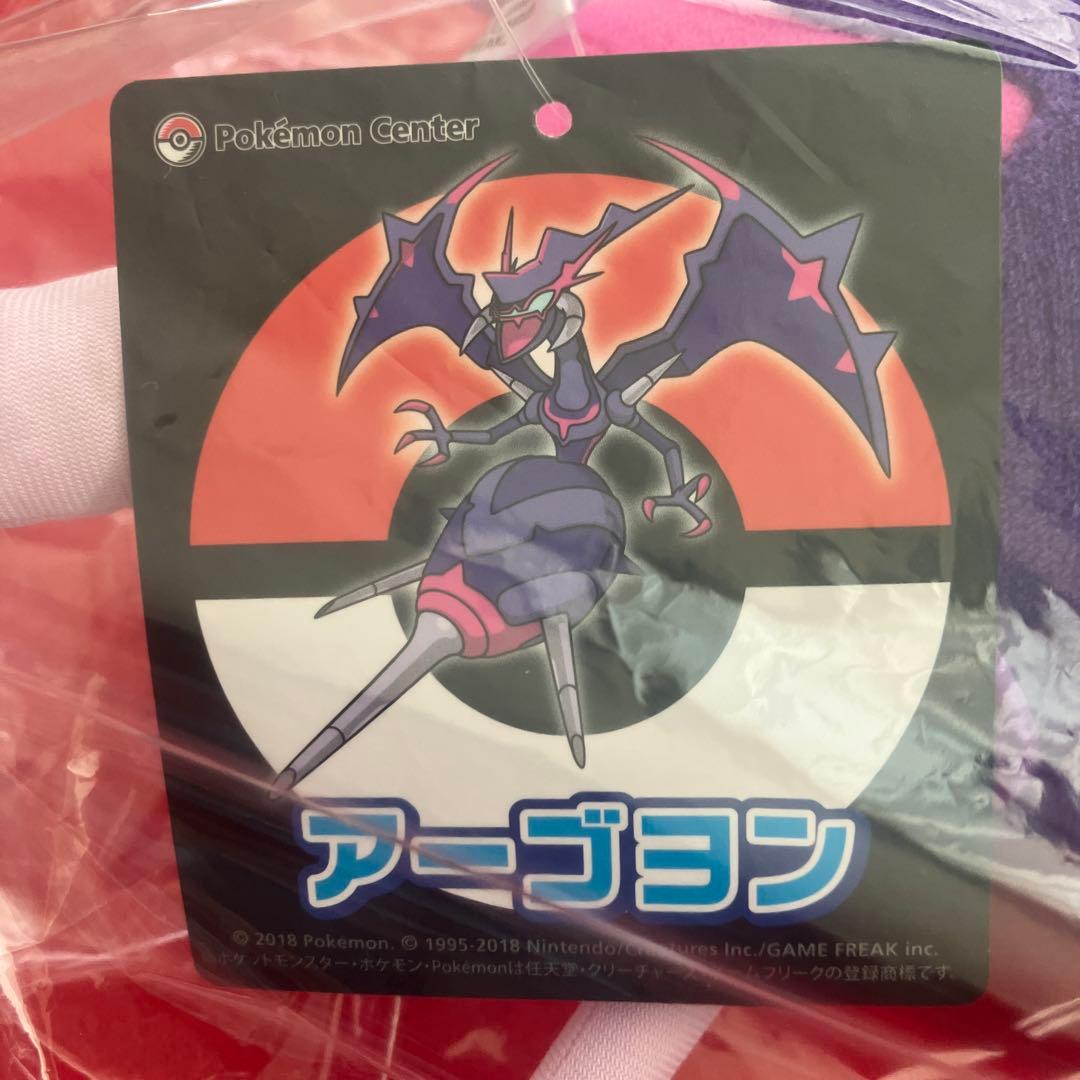 Pokémon Center
アーゴヨン
© 2018 Pokémon. © 1995-2018 Nintendo/Creatures Inc./GAME FREAK inc.
ポケットモンスター・ポケモン・Pokémonは任天堂・クリーチャーズ・ゲームフリークの登録商標です.